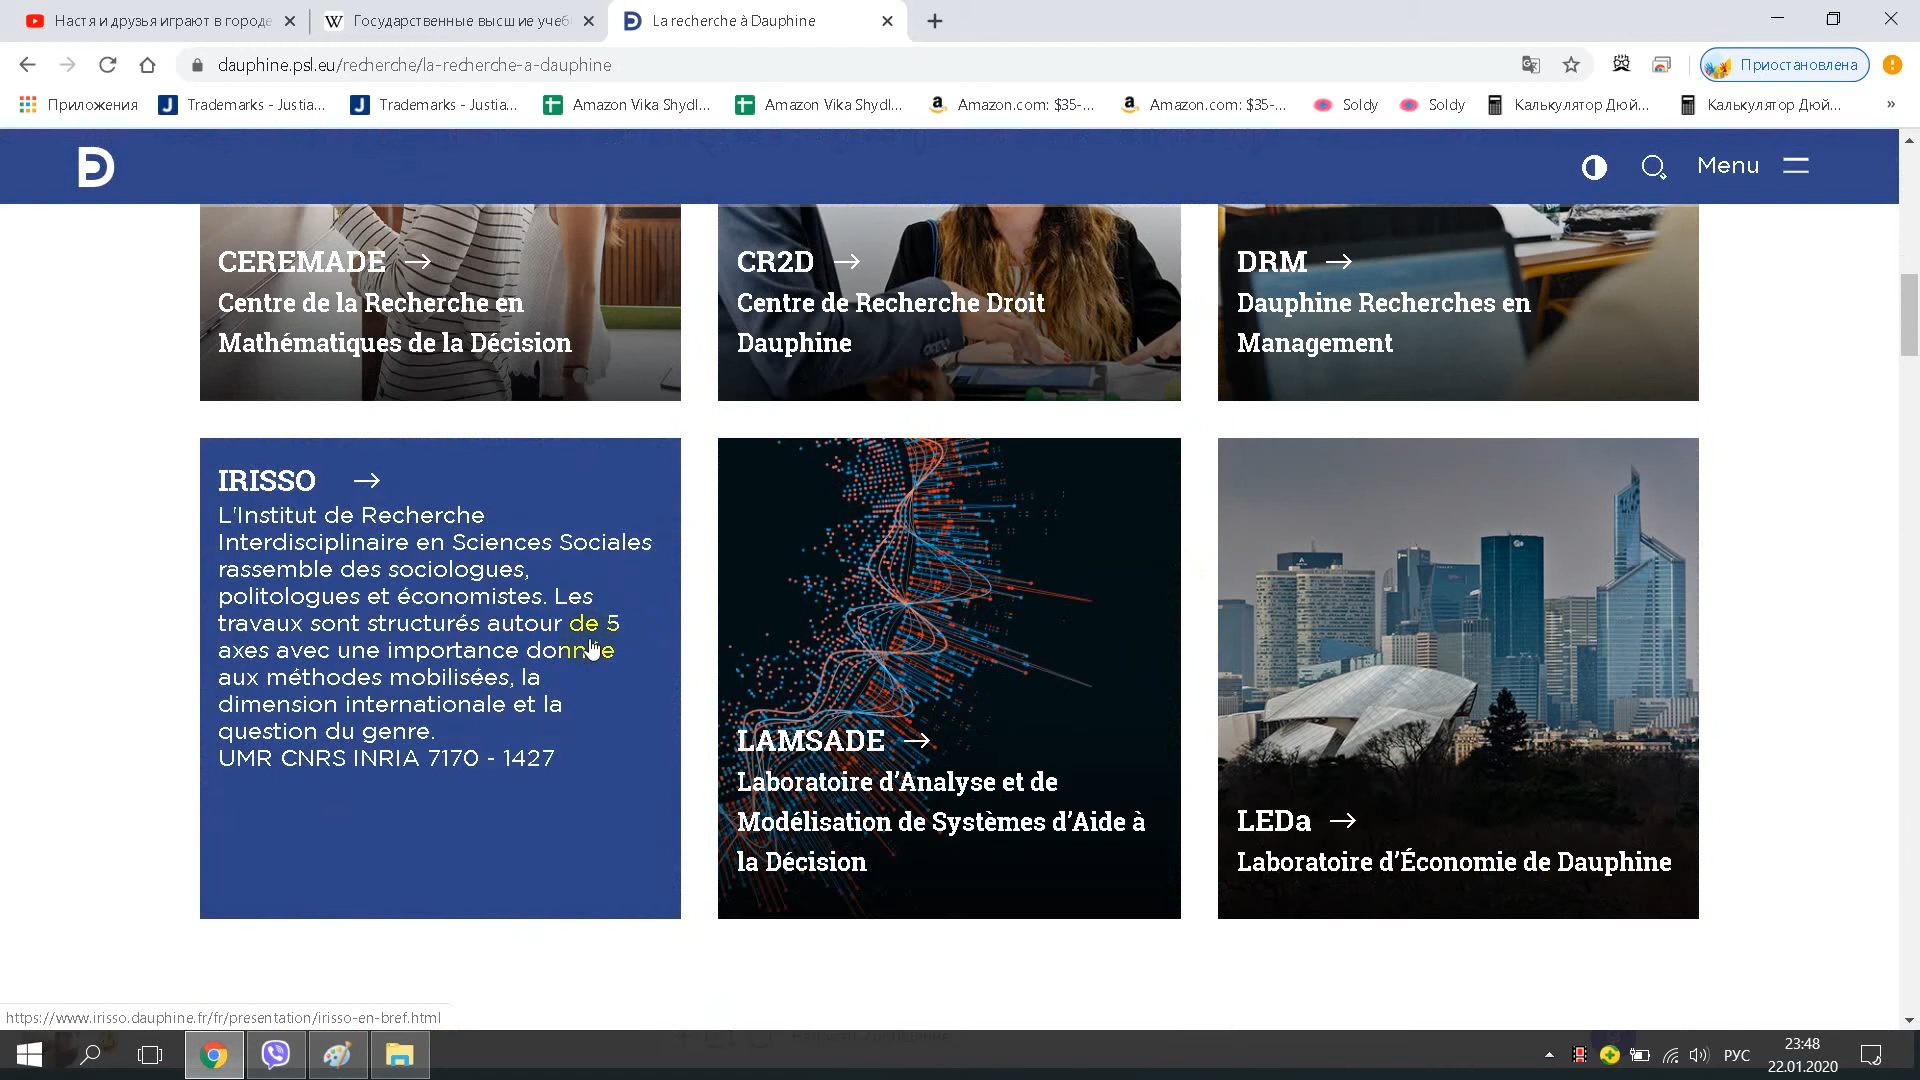 Настя и друзья играют в городе
Государственные высшие учеб
La recherche à Dauphine
dauphine.psl.eu/recherche/la-recherche-a-dauphine
Приостановлена
Приложения
Trademarks - Justia...
Trademarks - Justia...
Amazon Vika Shydl...
Amazon Vika Shydl...
Amazon.com: $35-...
Amazon.com: $35-...
Soldy
Soldy
Калькулятор Дюй...
Калькулятор Дюй...
Menu
CEREMADE
Centre de la Recherche en
Mathématiques de la Décision
CR2D
Centre de Recherche Droit
Dauphine
DRM
Dauphine Recherches en
Management
IRISSO
L'Institut de Recherche
Interdisciplinaire en Sciences Sociales
rassemble des sociologues,
politologues et économistes. Les
travaux sont structurés autour de 5
axes avec une importance donnée
aux méthodes mobilisées, la
dimension internationale et la
question du genre.
UMR CNRS INRIA 7170 - 1427
LAMSADE
Laboratoire d’Analyse et de
Modélisation de Systèmes d’Aide à
la Décision
LEDa
Laboratoire d’Économie de Dauphine
https://www.irisso.dauphine.fr/fr/presentation/irisso-en-bref.html
РУС
23:48
22.01.2020